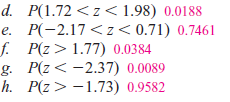 d. P(1.72 < z < 1.98) 0.0188
e. P(−2.17 < z < 0.71) 0.7461
f. P(z > 1.77) 0.0384
g. P(z < −2.37) 0.0089
h. P(z > −1.73) 0.9582